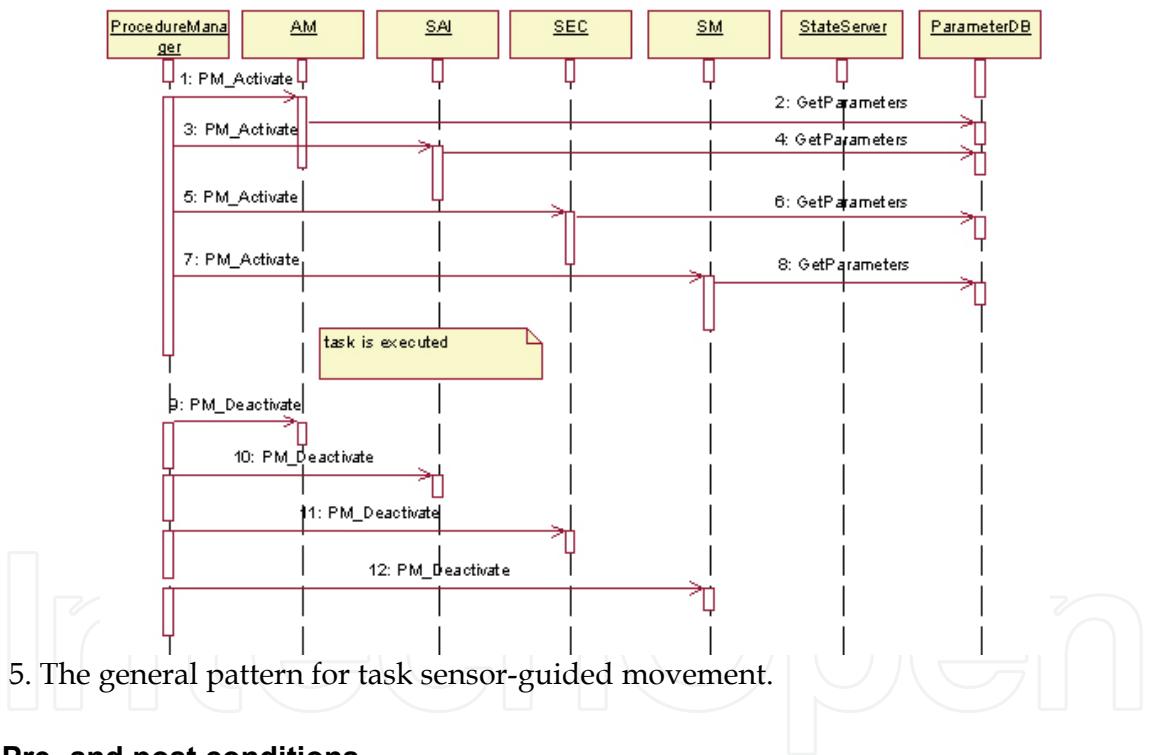 ProcedureMana
ger
AM
SAI
SEC
SM
StateServer
ParameterDB
1: PM_Activate
2: GetParameters
3: PM_Activate
4: GetParameters
5: PM_Activate
6: GetParameters
7: PM_Activate
8: GetParameters
task is executed
9: PM_Deactivate
10: PM_Deactivate
11: PM_Deactivate
12: PM_Deactivate
5. The general pattern for task sensor-guided movement.
Pre- and post conditions
IntechOpen